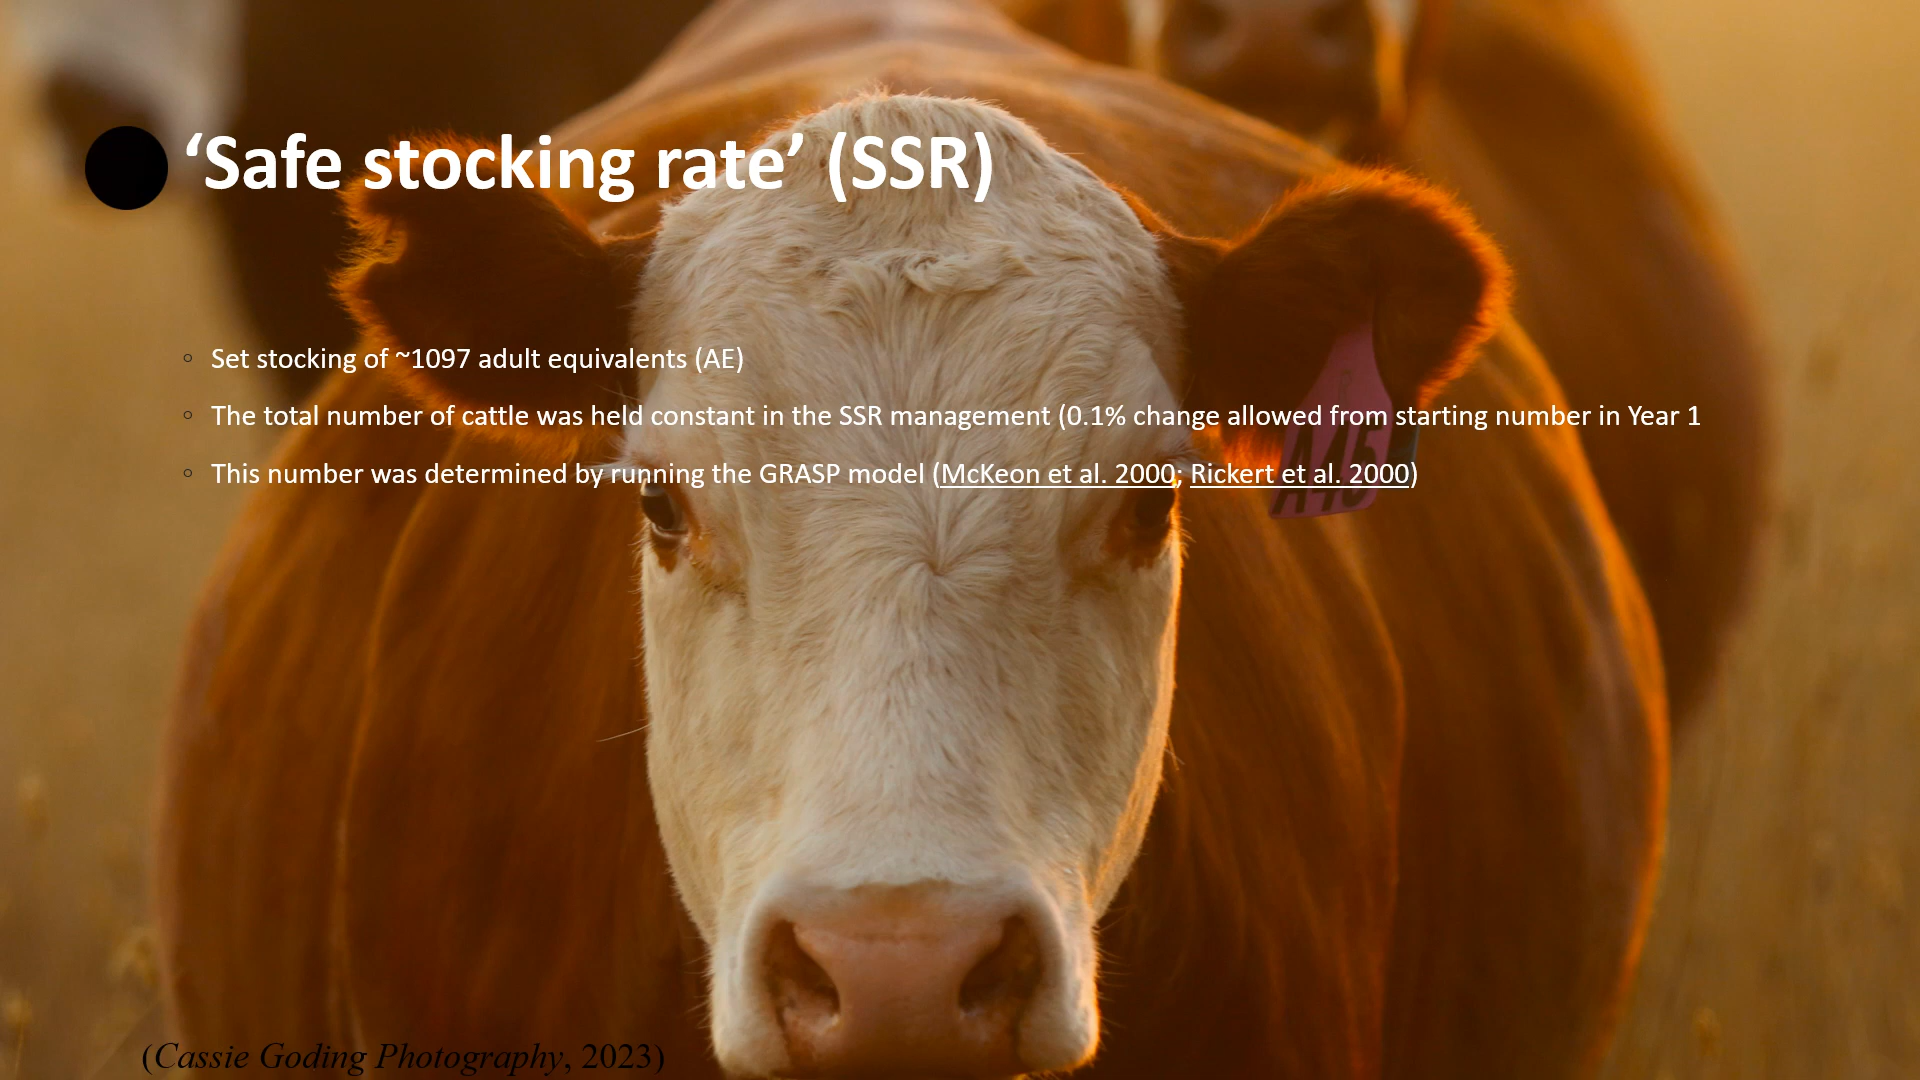 ‘Safe stocking rate’ (SSR)
◦ Set stocking of ~1097 adult equivalents (AE)
◦ The total number of cattle was held constant in the SSR management (0.1% change allowed from starting number in Year 1
◦ This number was determined by running the GRASP model (McKeon et al. 2000; Rickert et al. 2000)
A45
(Cassie Goding Photography, 2023)